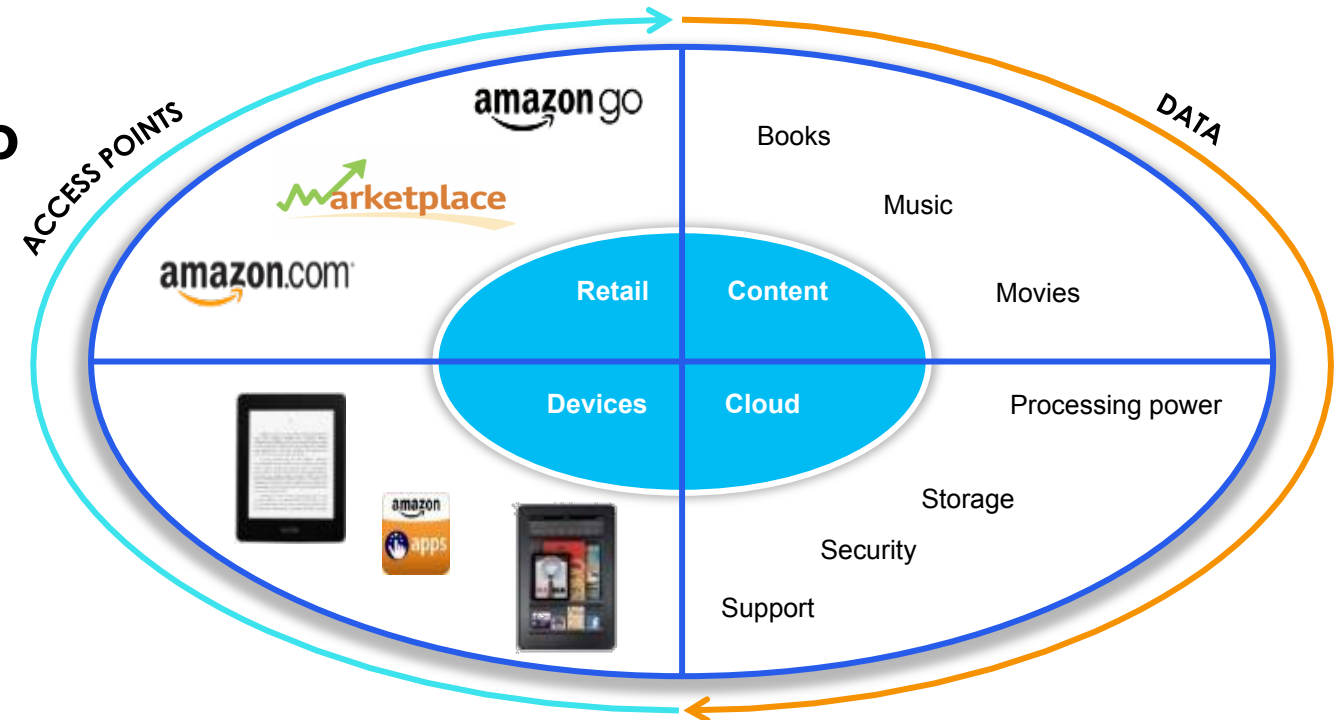 amazon go
Marketplace
amazon.com
ACCESS POINTS
Books
Music
Movies
DATA
Retail
Content
Devices
Cloud
amazon
apps
Processing power
Storage
Security
Support